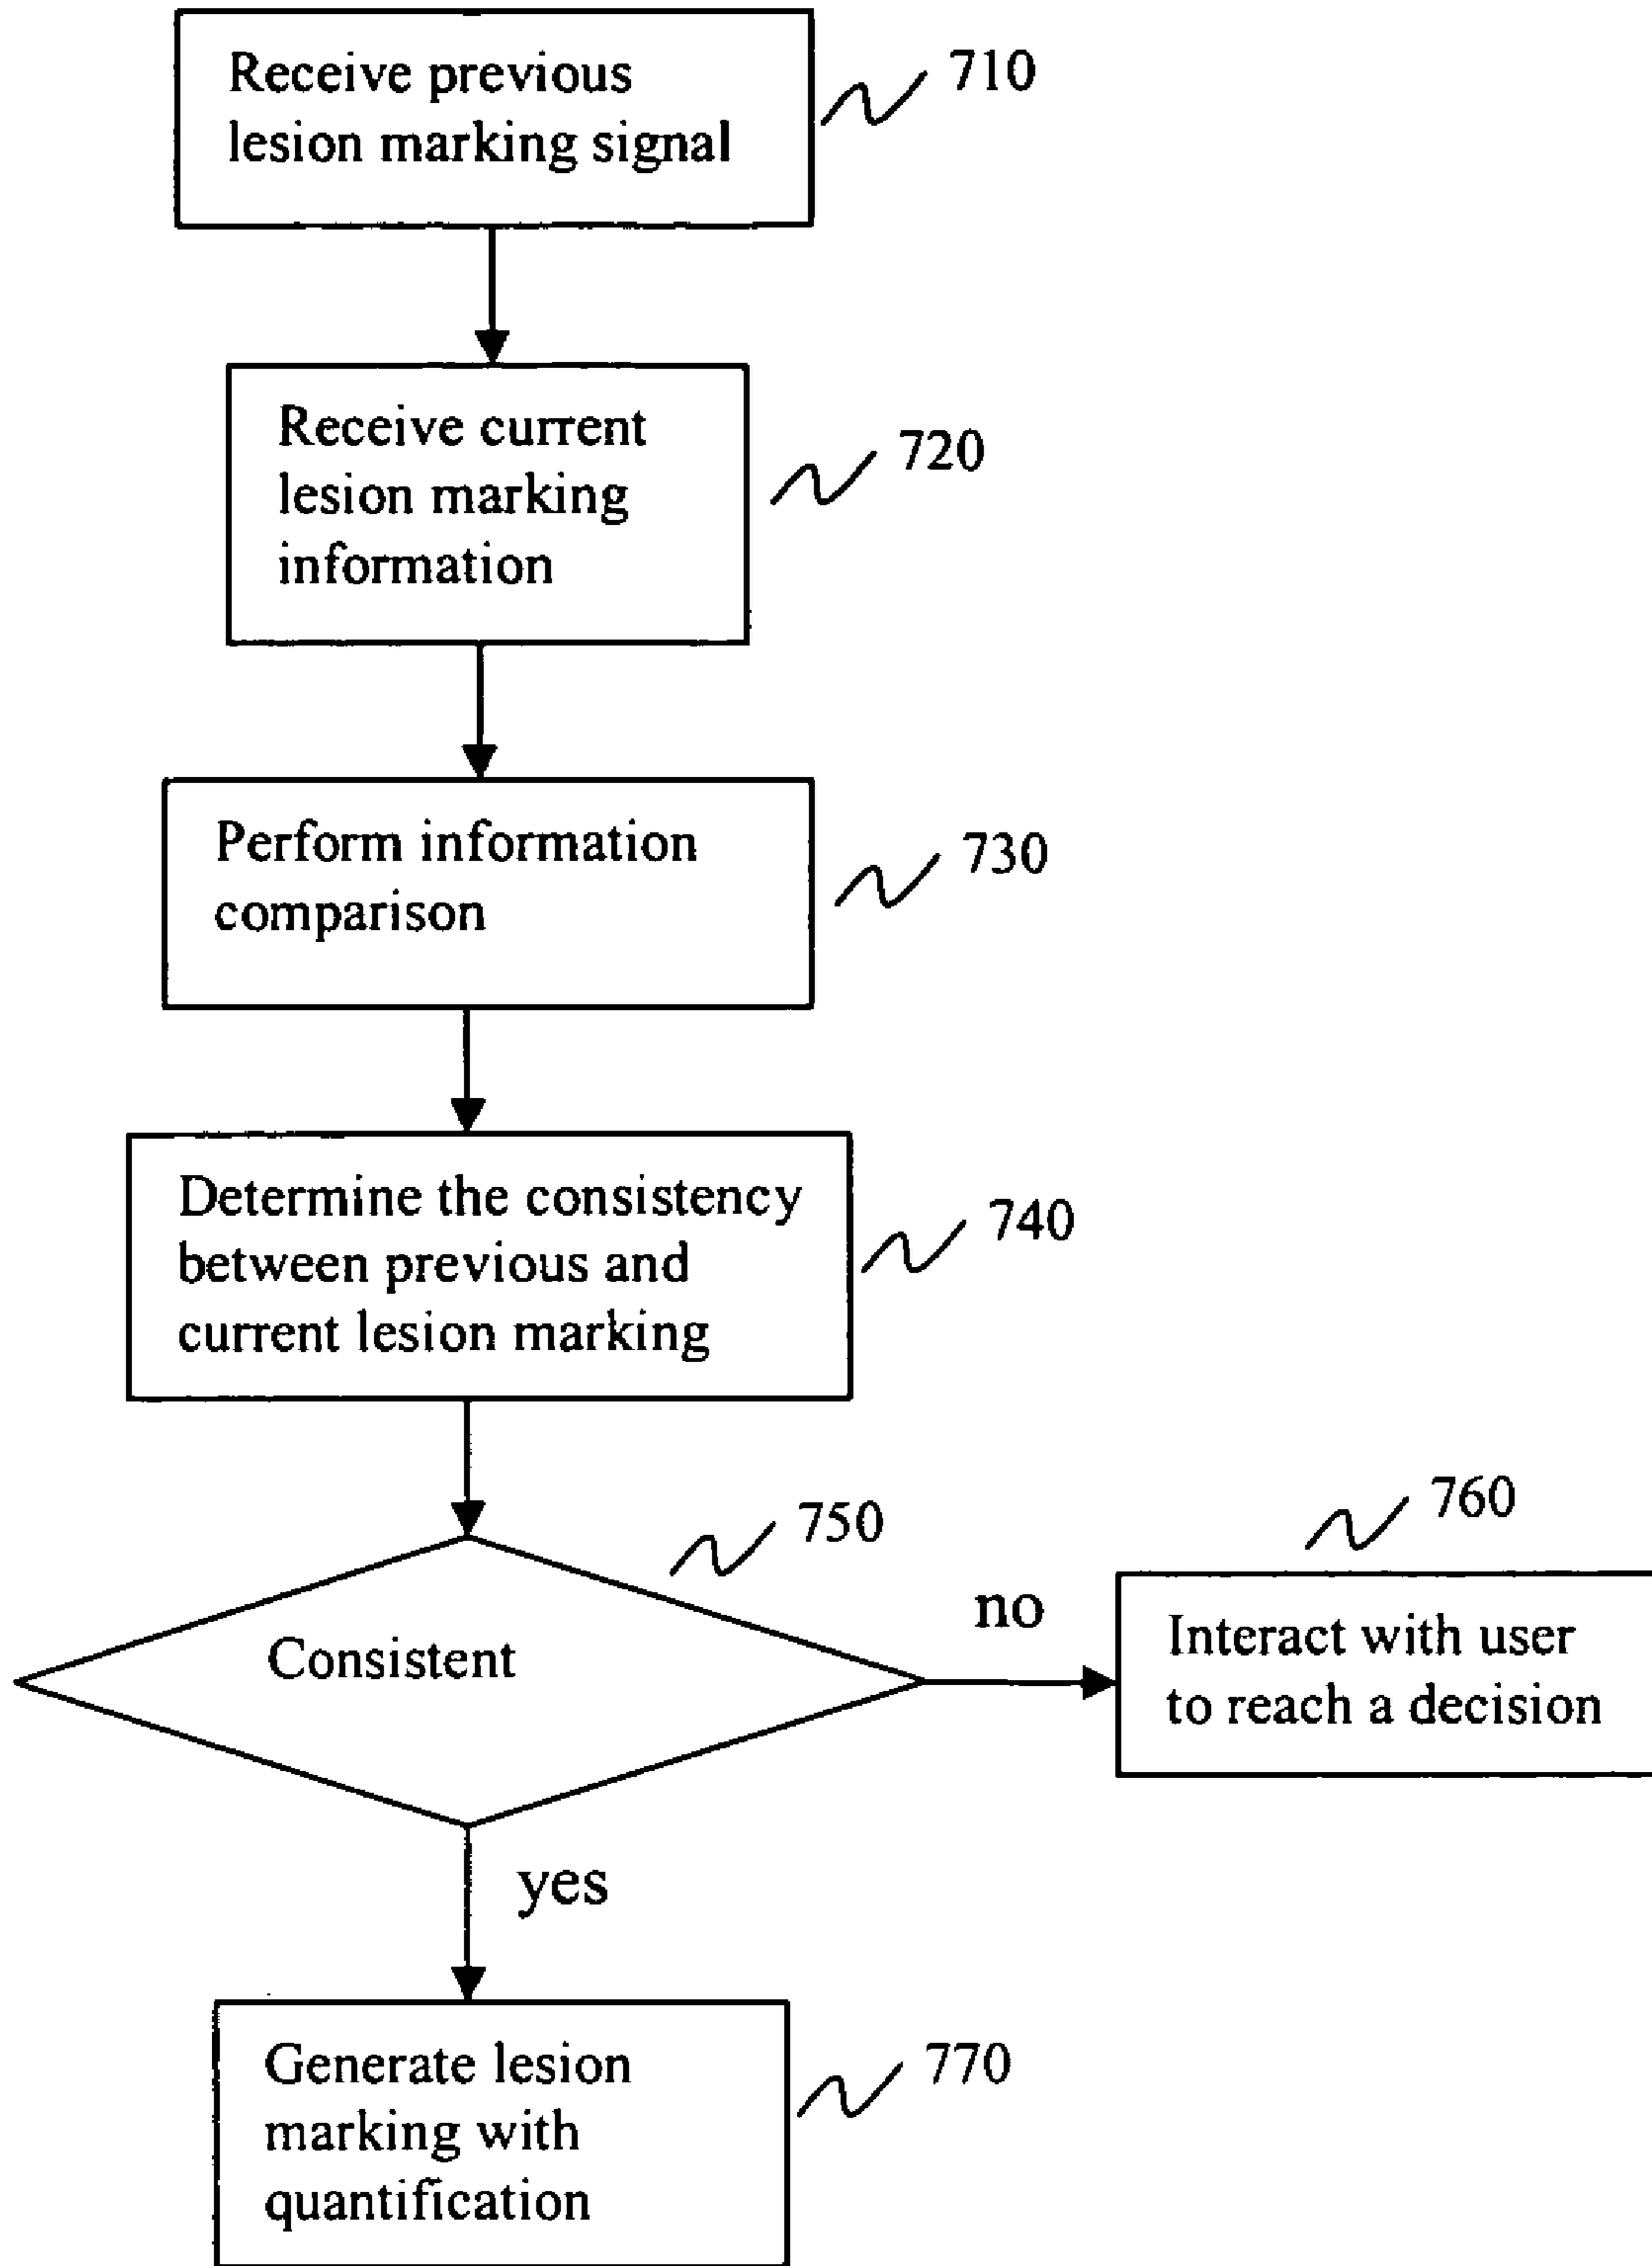 Receive previous
lesion marking signal
710
Receive current
lesion marking
information
720
Perform information
comparison
730
Determine the consistency
between previous and
current lesion marking
740
Consistent
750
no
760
Interact with user
to reach a decision
yes
Generate lesion
marking with
quantification
770